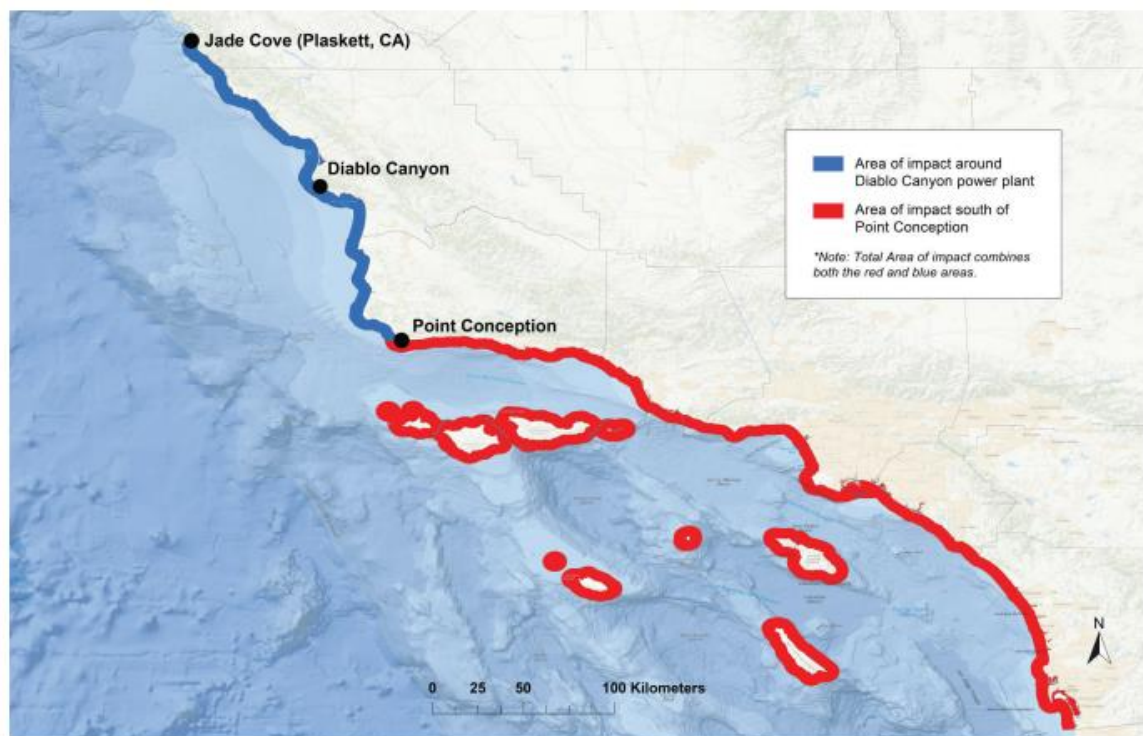 Jade Cove (Plaskett, CA)
Diablo Canyon
Area of impact around
Diablo Canyon power plant
Area of impact south of
Point Conception
*Note: Total Area of impact combines
both the red and blue areas.
Point Conception
N
0 25 50 100 Kilometers